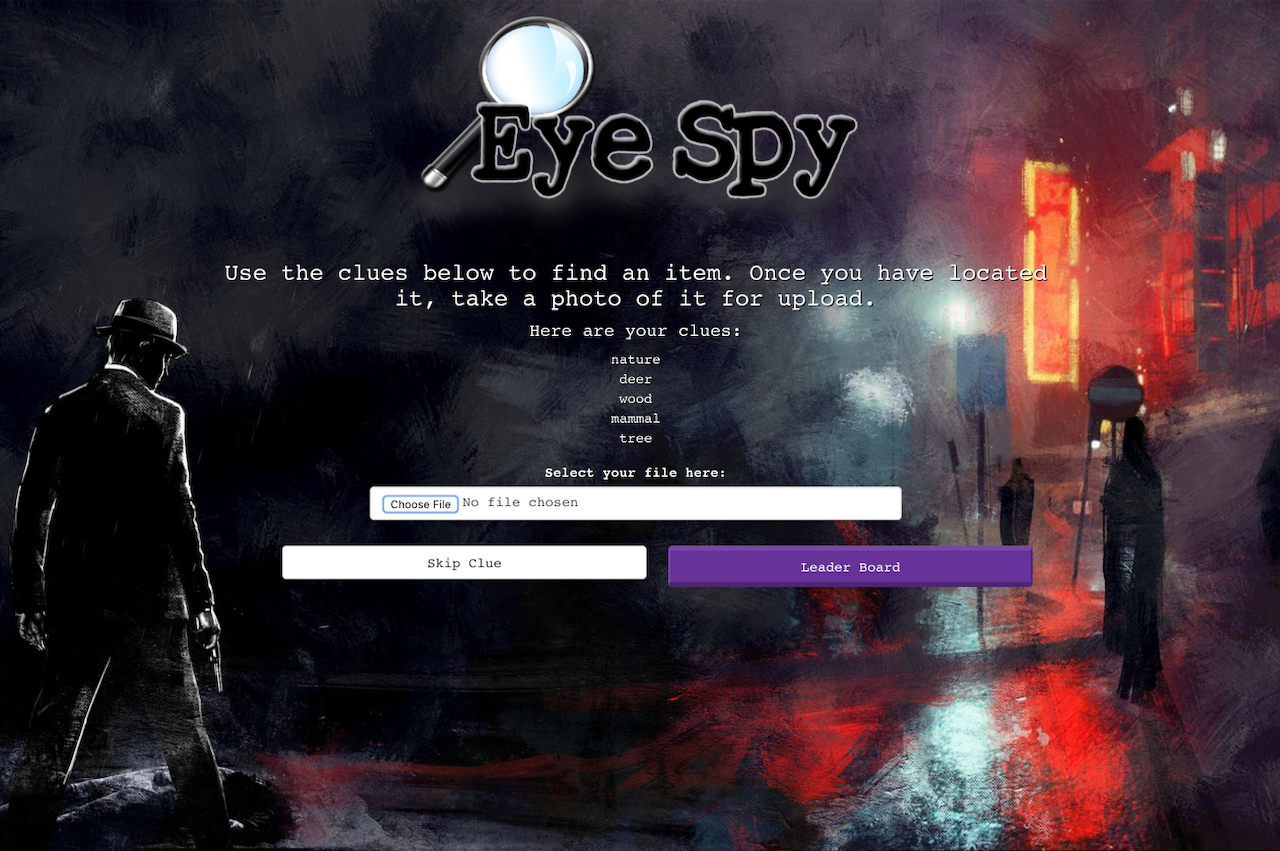 Eye Spy
Use the clues below to find an item. Once you have located
it, take a photo of it for upload.
Here are your clues:
nature
deer
wood
mammal
tree
Select your file here:
Choose File No file chosen
Skip Clue
Leader Board